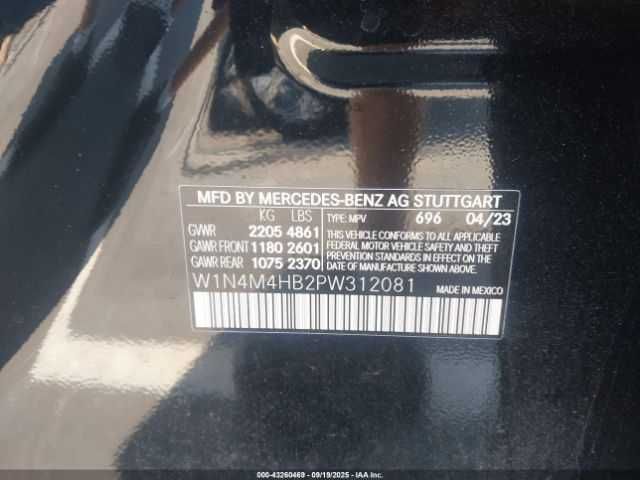 MFD BY MERCEDES-BENZ AG STUTTGART
KG LBS TYPE: MPV 696 04/23
GVWR 2205 4861
GAWR FRONT 1180 2601
GAWR REAR 1075 2370
THIS VEHICLE CONFORMS TO ALL APPLICABLE
FEDERAL MOTOR VEHICLE SAFETY AND THEFT
PREVENTION STANDARDS IN EFFECT ON THE
DATE OF MANUFACTURE SHOWN ABOVE.
W1N4M4HB2PW312081
MADE IN MEXICO
000-43260469 - 09/19/2025 - IAAI.COM